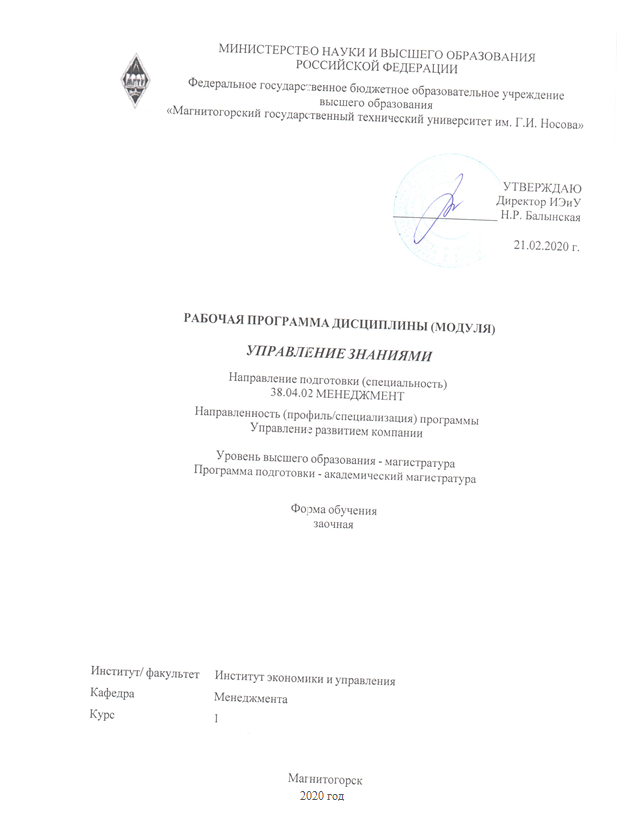 МИНИСТЕРСТВО НАУКИ И ВЫСШЕГО ОБРАЗОВАНИЯ
РОССИЙСКОЙ ФЕДЕРАЦИИ
Федеральное государственное бюджетное образовательное учреждение
высшего образования
«Магнитогорский государственный технический университет им. Г.И. Носова»
УТВЕРЖДАЮ
Директор ИЭиУ
Н.Р. Балынская
21.02.2020 г.
РАБОЧАЯ ПРОГРАММА ДИСЦИПЛИНЫ (МОДУЛЯ)
УПРАВЛЕНИЕ ЗНАНИЯМИ
Направление подготовки (специальность)
38.04.02 МЕНЕДЖМЕНТ
Направленность (профиль/специализация) программы
Управление развитием компании
Уровень высшего образования - магистратура
Программа подготовки - академический магистратура
Форма обучения
заочная
Институт/ факультет Институт экономики и управления
Кафедра Менеджмента
Курс 1
Магнитогорск
2020 год